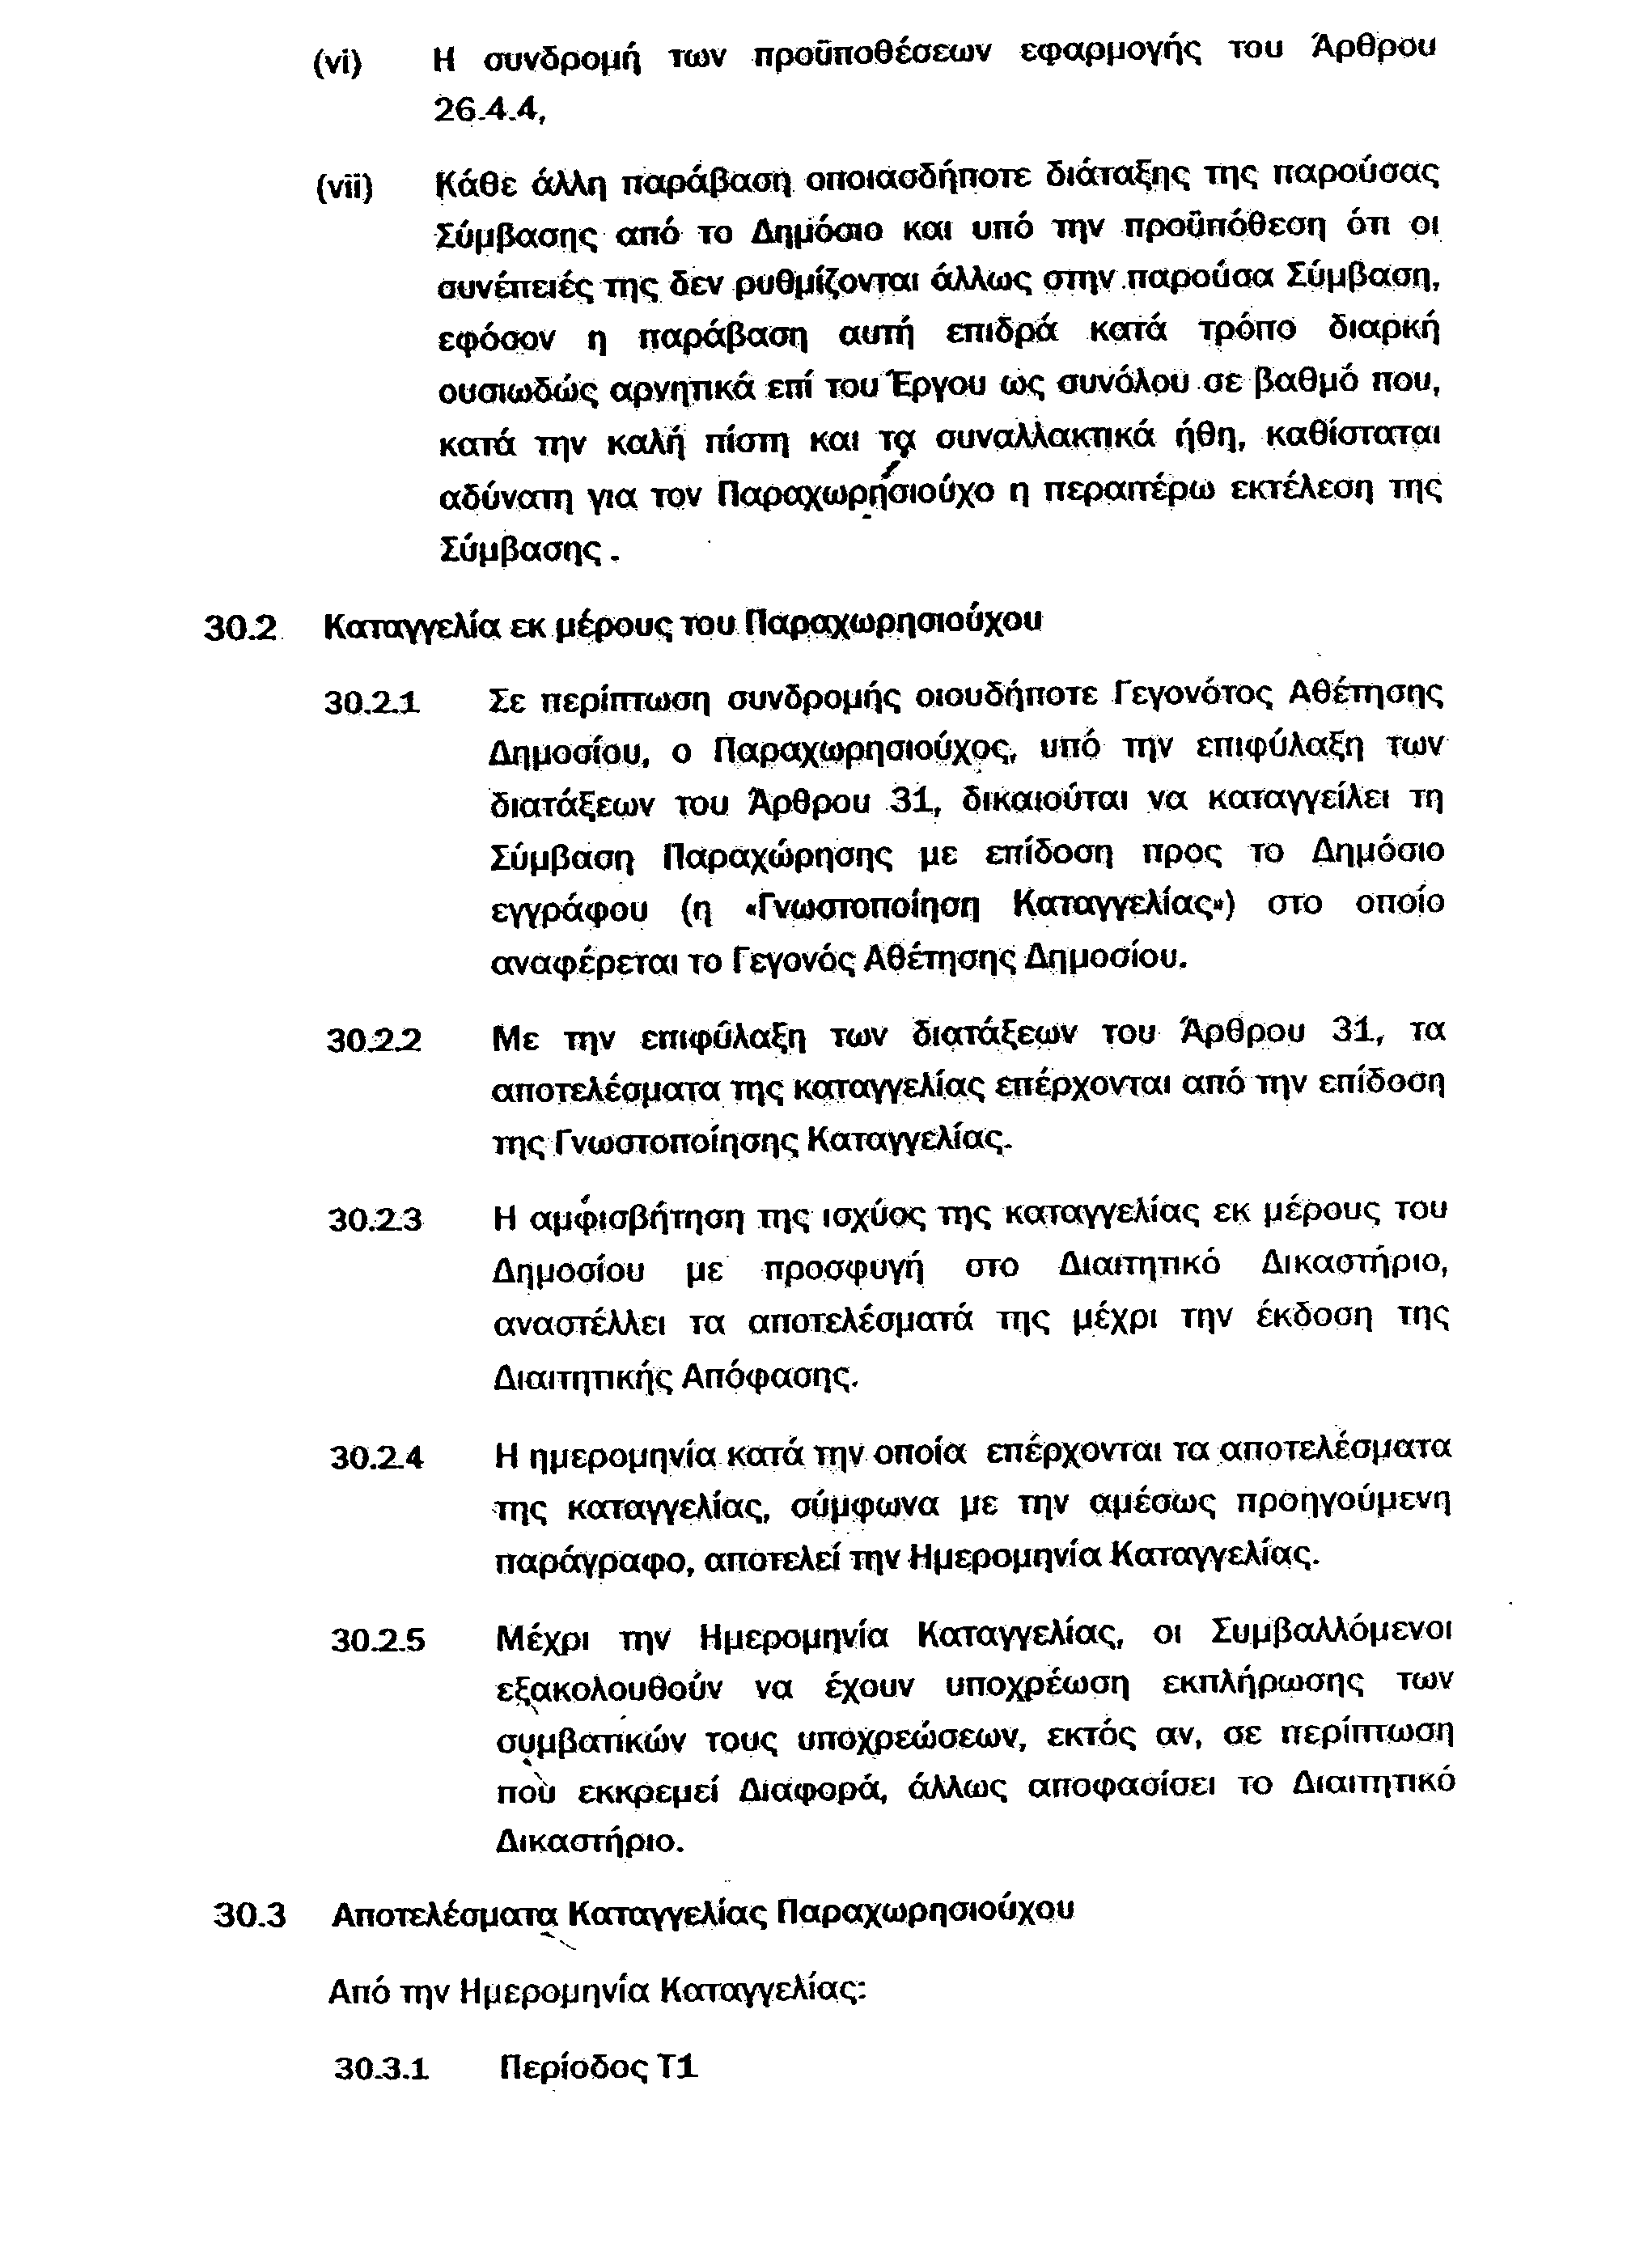 (vi) Η συνδρομή των προϋποθέσεων εφαρμογής του Άρθρου
26.4.4,
(vii) Κάθε άλλη παράβαση οποιασδήποτε διάταξης της παρούσας
Σύμβασης από το Δημόσιο και υπό την προϋπόθεση ότι οι
συνέπειές της δεν ρυθμίζονται άλλως στην παρούσα Σύμβαση,
εφόσον η παράβαση αυτή επιδρά κατά τρόπο διαρκή
ουσιωδώς αρνητικά επί του Έργου ως συνόλου σε βαθμό που,
κατά την καλή πίστη και τα συναλλακτικά ήθη, καθίσταται
αδύνατη για τον Παραχωρησιούχο η περαιτέρω εκτέλεση της
Σύμβασης .
30.2 Καταγγελία εκ μέρους του Παραχωρησιούχου
30.2.1 Σε περίπτωση συνδρομής οιουδήποτε Γεγονότος Αθέτησης
Δημοσίου, ο Παραχωρησιούχος, υπό την επιφύλαξη των
διατάξεων του Άρθρου 31, δικαιούται να καταγγείλει τη
Σύμβαση Παραχώρησης με επίδοση προς το Δημόσιο
εγγράφου (η «Γνωστοποίηση Καταγγελίας») στο οποίο
αναφέρεται το Γεγονός Αθέτησης Δημοσίου.
30.2.2 Με την επιφύλαξη των διατάξεων του Άρθρου 31, τα
αποτελέσματα της καταγγελίας επέρχονται από την επίδοση
της Γνωστοποίησης Καταγγελίας.
30.2.3 Η αμφισβήτηση της ισχύος της καταγγελίας εκ μέρους του
Δημοσίου με προσφυγή στο Διαιτητικό Δικαστήριο,
αναστέλλει τα αποτελέσματά της μέχρι την έκδοση της
Διαιτητικής Απόφασης.
30.2.4 Η ημερομηνία κατά την οποία επέρχονται τα αποτελέσματα
της καταγγελίας, σύμφωνα με την αμέσως προηγούμενη
παράγραφο, αποτελεί την Ημερομηνία Καταγγελίας.
30.2.5 Μέχρι την Ημερομηνία Καταγγελίας, οι Συμβαλλόμενοι
εξακολουθούν να έχουν υποχρέωση εκπλήρωσης των
συμβατικών τους υποχρεώσεων, εκτός αν, σε περίπτωση
που εκκρεμεί Διαφορά, άλλως αποφασίσει το Διαιτητικό
Δικαστήριο.
30.3 Αποτελέσματα Καταγγελίας Παραχωρησιούχου
Από την Ημερομηνία Καταγγελίας:
30.3.1 Περίοδος Τ1